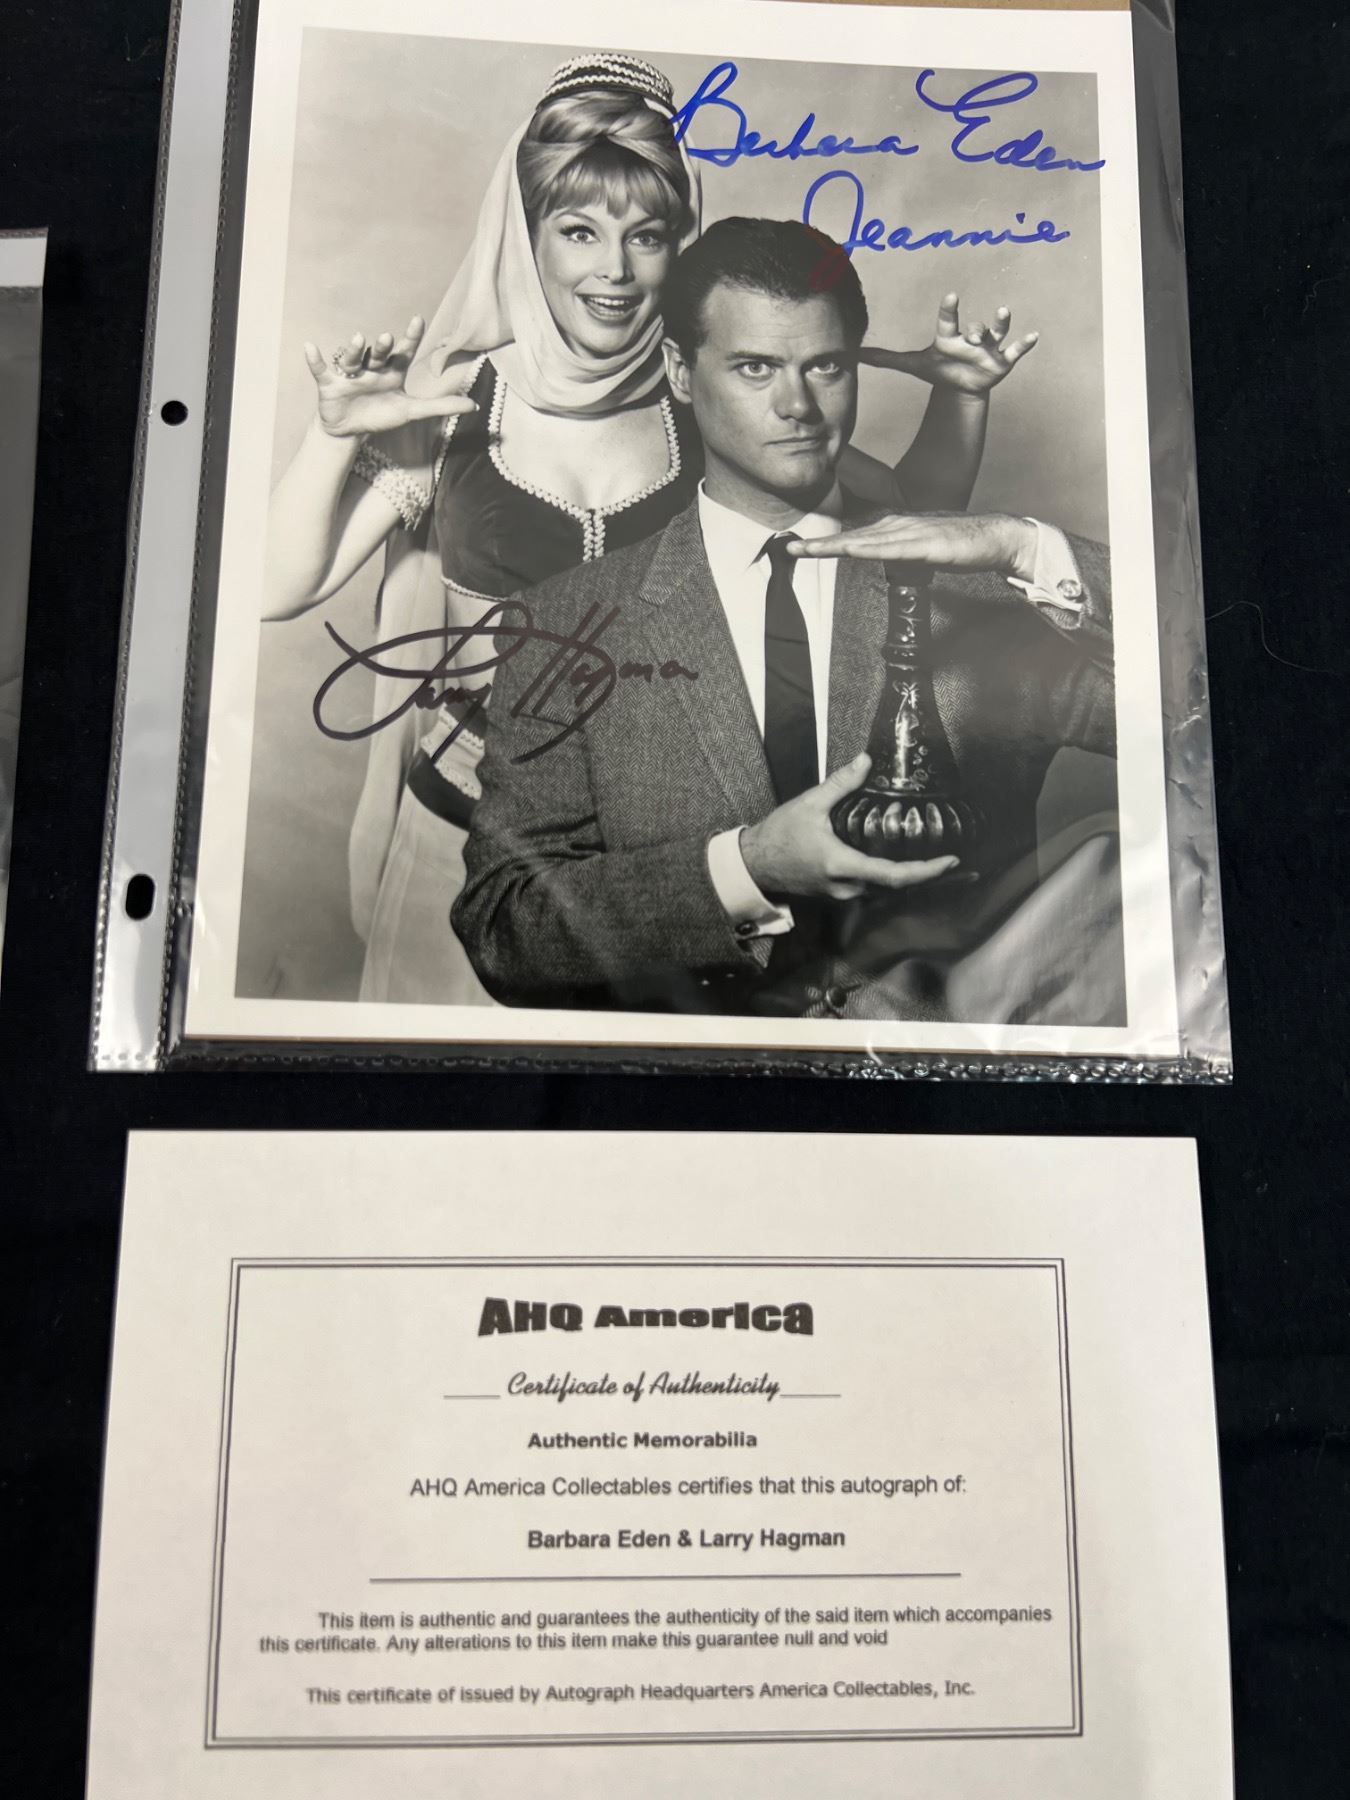 Barbara Eden
Jeannie
Larry Hagman
AHQ America
Certificate of Authenticity
Authentic Memorabilia
AHQ America Collectables certifies that this autograph of:
Barbara Eden & Larry Hagman
This item is authentic and guarantees the authenticity of the said item which accompanies
this certificate. Any alterations to this item make this guarantee null and void
This certificate of issued by Autograph Headquarters America Collectables, Inc.